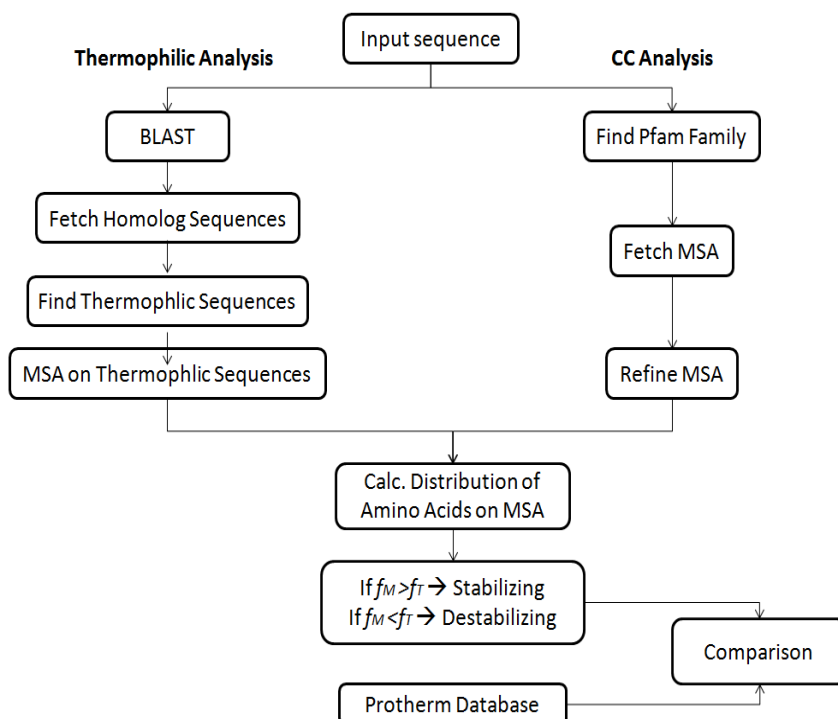 Input sequence
Thermophilic Analysis
CC Analysis
BLAST
Find Pfam Family
Fetch Homolog Sequences
Fetch MSA
Find Thermophlic Sequences
MSA on Thermophlic Sequences
Refine MSA
Calc. Distribution of
Amino Acids on MSA
If fM>fT → Stabilizing
If fM<fT → Destabilizing
Comparison
Protherm Database